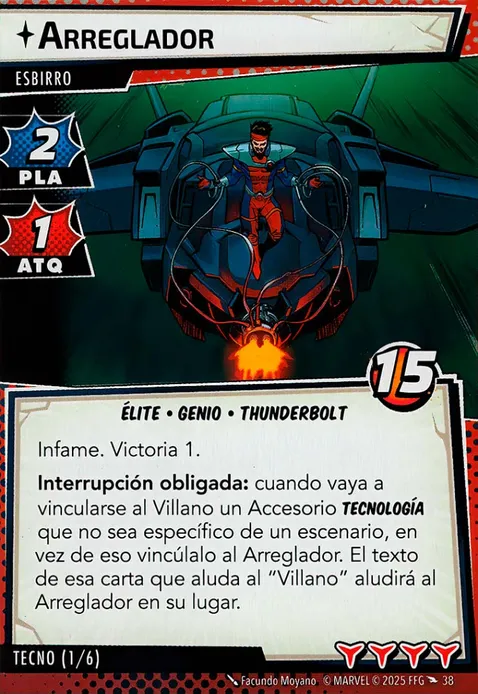 ARREGLADOR
ESBIRRO
2
PLA
1
ATQ
15
ÉLITE • GENIO • THUNDERBOLT
Infame. Victoria 1.
Interrupción obligada: cuando vaya a
vincularse al Villano un Accesorio TECNOLOGÍA
que no sea específico de un escenario, en
vez de eso vincúlalo al Arreglador. El texto
de esa carta que aluda al “Villano” aludirá al
Arreglador en su lugar.
TECNO (1/6)
Facundo Moyano © MARVEL © 2025 FFG 38